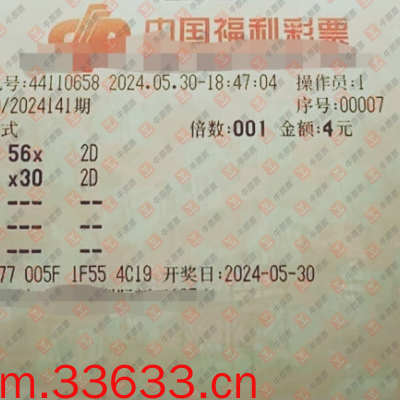 中国福利彩票
号:44110658 2024.05.30-18:47:04 操作员:1
/2024141期 序号:00007
式 倍数:001 金额:4元
56x 2D
x30 2D
--- --
--- --
--- --
77 005F 1F55 4C19 开奖日:2024-05-30
m.33633.cn